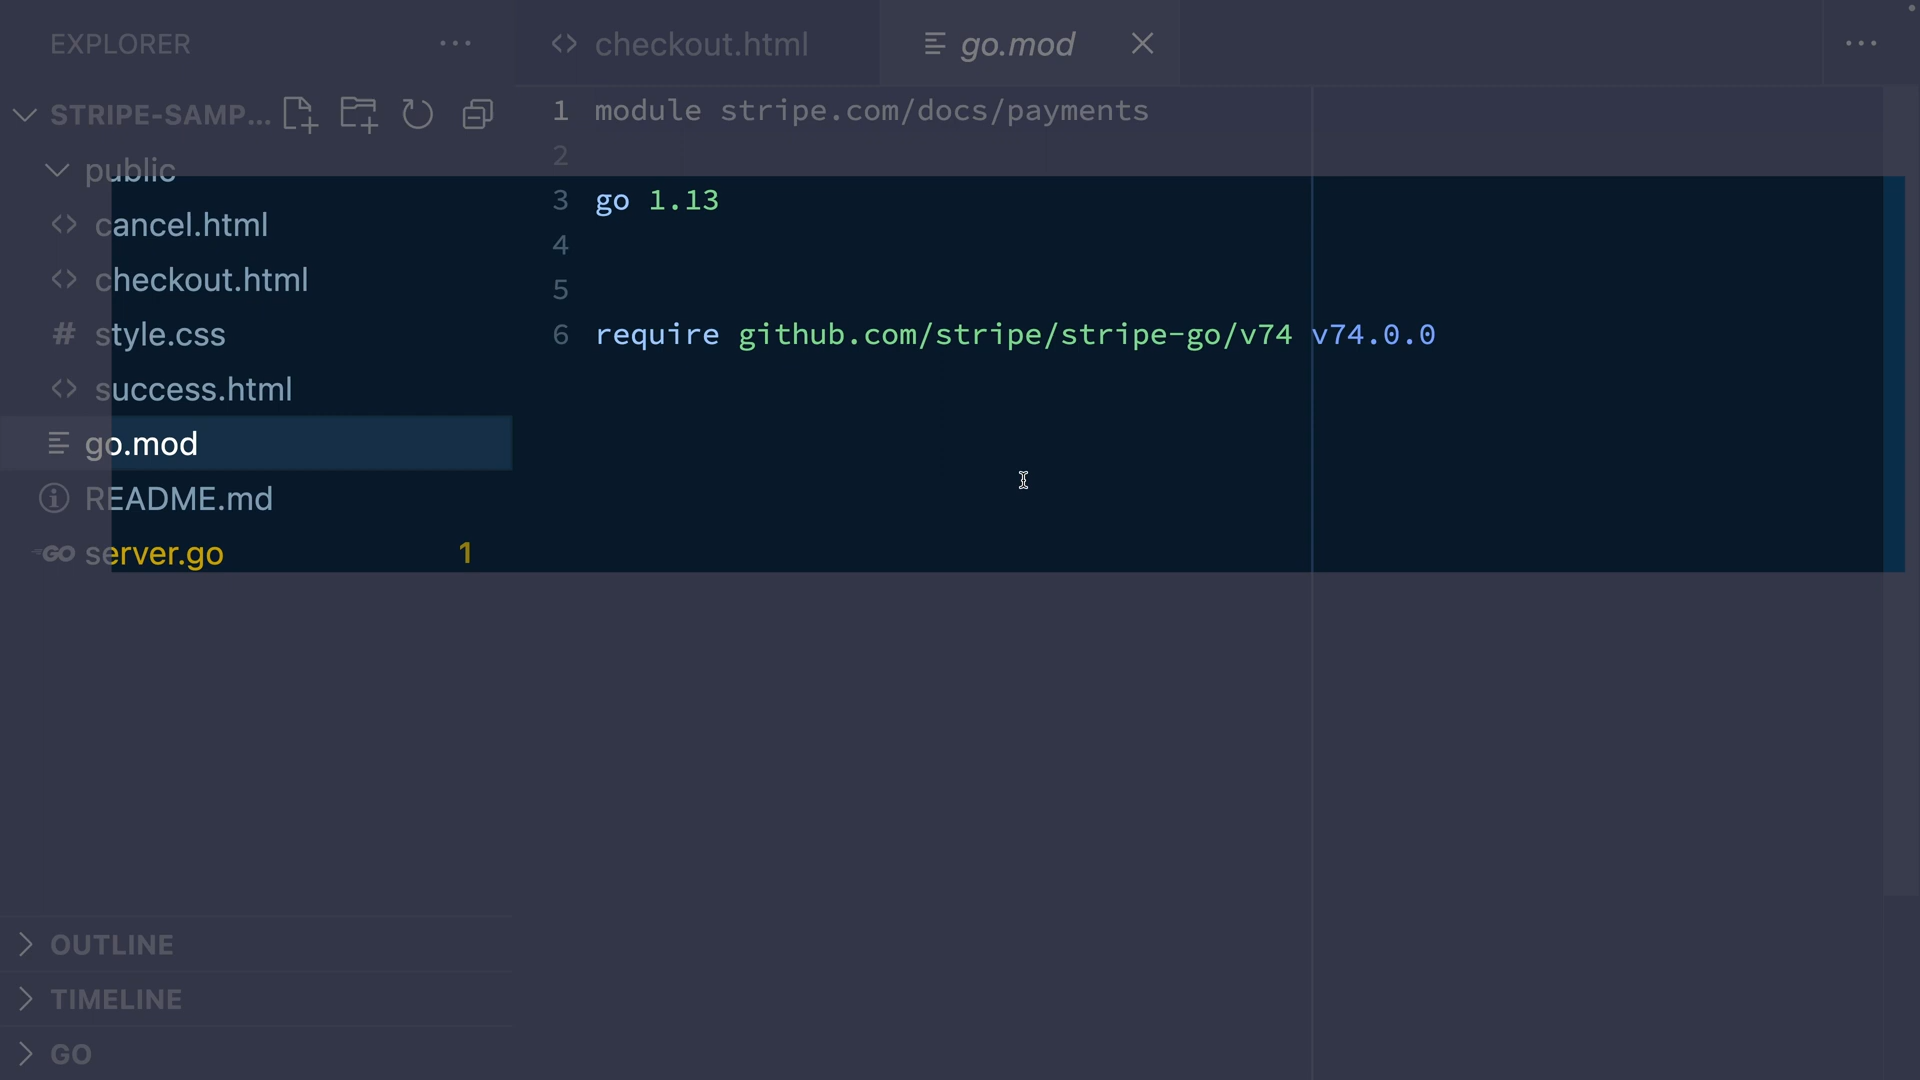 EXPLORER
checkout.html
go.mod
STRIPE-SAMP...
public
cancel.html
checkout.html
style.css
success.html
go.mod
README.md
GO server.go 1
OUTLINE
TIMELINE
GO
1 module stripe.com/docs/payments
2
3 go 1.13
4
5
6 require github.com/stripe/stripe-go/v74 v74.0.0